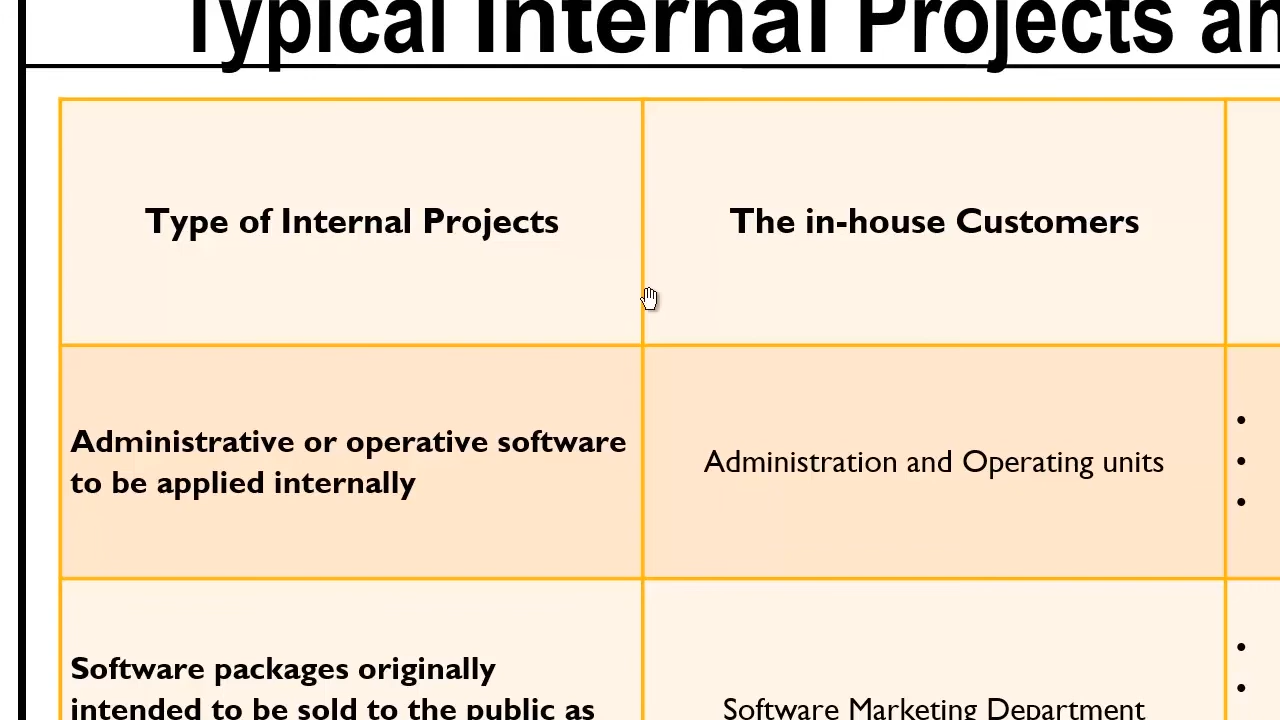 Typical Internal Projects an
Type of Internal Projects
The in-house Customers
Administrative or operative software
to be applied internally
Administration and Operating units
•
•
•
Software packages originally
intended to be sold to the public as
Software Marketing Department
•
•